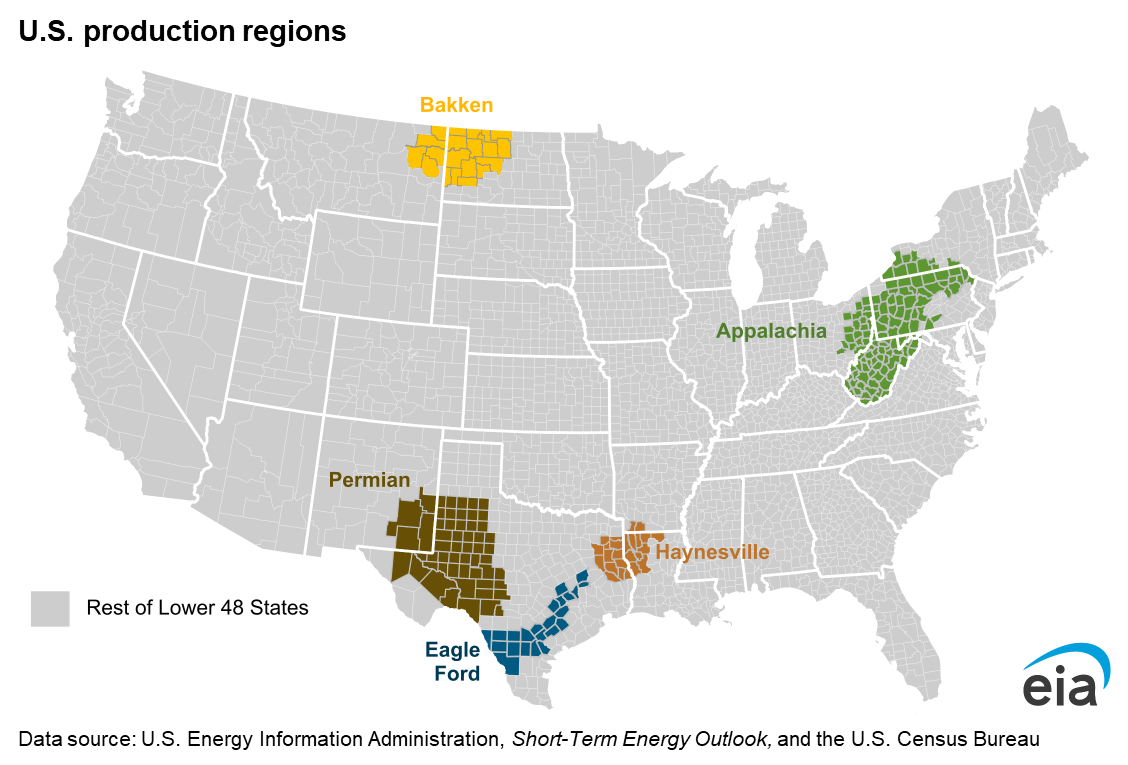 U.S. production regions
Bakken
Appalachia
Permian
Haynesville
Rest of Lower 48 States
Eagle
Ford
eia
Data source: U.S. Energy Information Administration, Short-Term Energy Outlook, and the U.S. Census Bureau